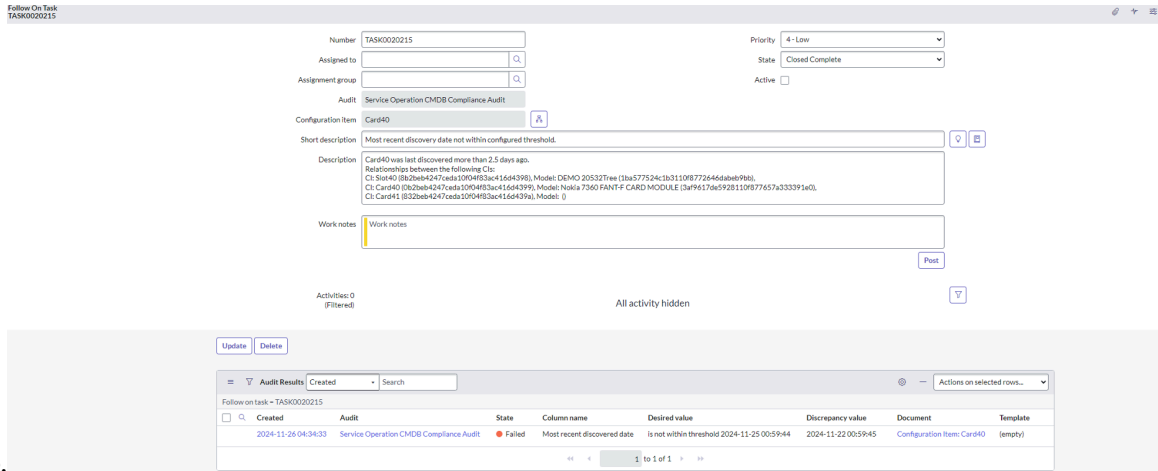 Follow On Task
TASK0020215
Number TASK0020215
Priority 4 - Low
Assigned to
State Closed Complete
Assignment group
Active
Audit Service Operation CMDB Compliance Audit
Configuration item Card40
Short description Most recent discovery date not within configured threshold.
Description Card40 was last discovered more than 2.5 days ago.
Relationships between the following CIs:
CI: Slot40 (8b2beb4247ceda10f04f83ac416d4398), Model: DEMO 20532Tree (1ba577524c1b3110f8772646dabeb9bb),
CI: Card40 (0b2beb4247ceda10f04f83ac416d4399), Model: Nokia 7360 FANT-F CARD MODULE (3af9617de5928110f877657a333391e0),
CI: Card41 (832beb4247ceda10f04f83ac416d439a), Model: ()
Work notes Work notes
Post
Activities: 0
(Filtered)
All activity hidden
Update Delete
Audit Results Created Search Actions on selected rows...
Follow on task = TASK0020215
Created Audit State Column name Desired value Discrepancy value Document Template
2024-11-26 04:34:33 Service Operation CMDB Compliance Audit Failed Most recent discovered date is not within threshold 2024-11-25 00:59:44 2024-11-22 00:59:45 Configuration Item: Card40 (empty)
1 to 1 of 1